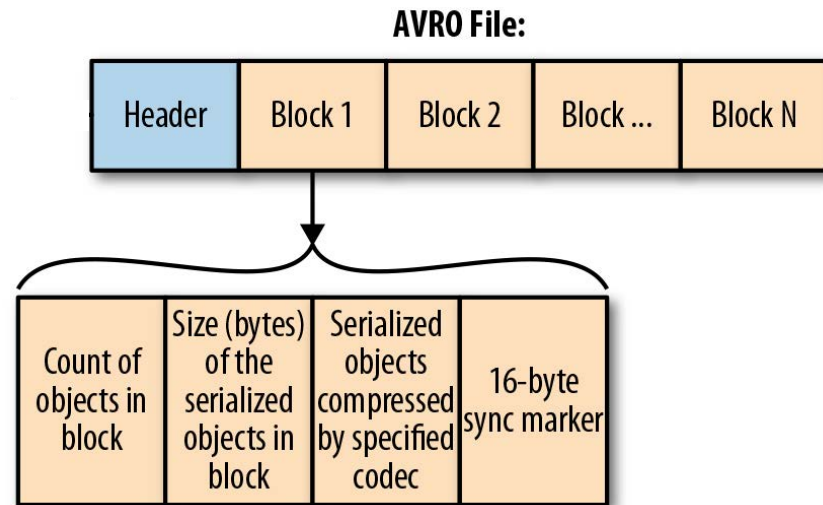 AVRO File:
Header
Block 1
Block 2
Block ...
Block N
Count of
objects in
block
Size (bytes)
of the
serialized
objects in
block
Serialized
objects
compressed
by specified
codec
16-byte
sync marker